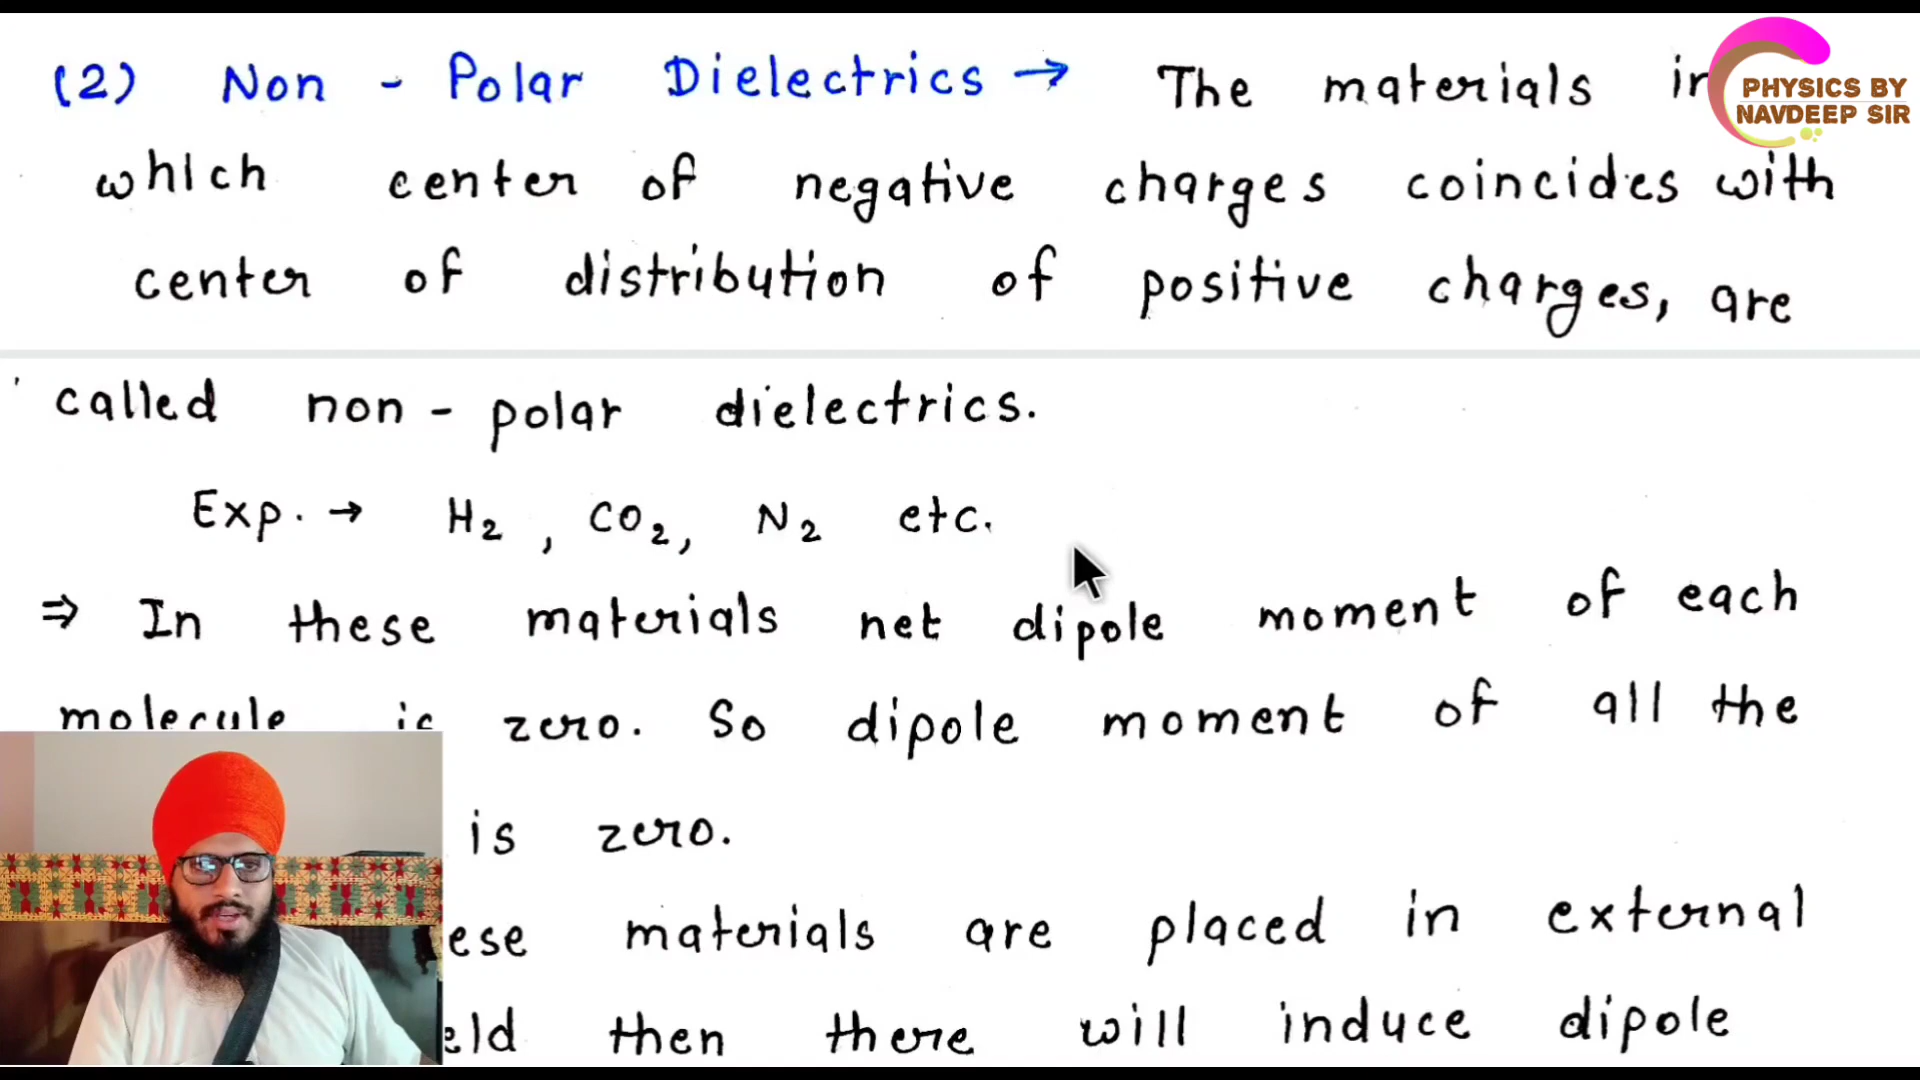 (2) Non - Polar Dielectrics → The materials in
PHYSICS BY
NAVDEEP SIR
which center of negative charges coincides with
center of distribution of positive charges, are
called non - polar dielectrics.
Exp. → H₂, CO₂, N₂ etc.
⇒ In these materials net dipole moment of each
molecule is zero. So dipole moment of all the
is zero.
ese materials are placed in external
eld then there will induce dipole